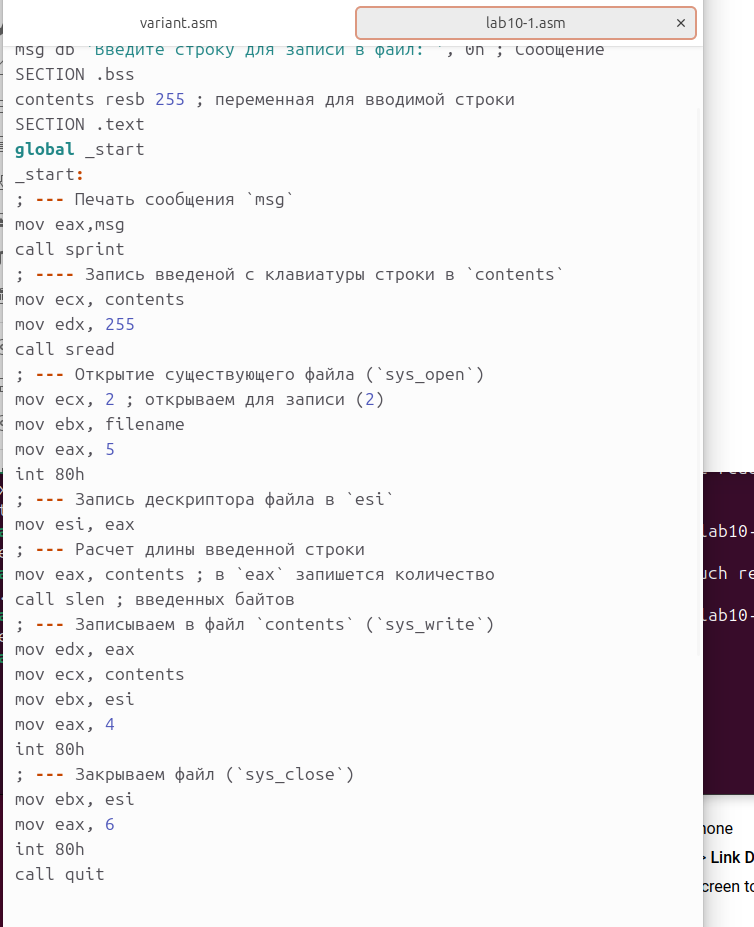 variant.asm
lab10-1.asm ×
msg db `Введите строку для записи в файл: `, 0h ; Сообщение
SECTION .bss
contents resb 255 ; переменная для вводимой строки
SECTION .text
global _start
_start:
; --- Печать сообщения `msg`
mov eax,msg
call sprint
; ---- Запись введеной с клавиатуры строки в `contents`
mov ecx, contents
mov edx, 255
call sread
; --- Открытие существующего файла (`sys_open`)
mov ecx, 2 ; открываем для записи (2)
mov ebx, filename
mov eax, 5
int 80h
; --- Запись дескриптора файла в `esi`
mov esi, eax
; --- Расчет длины введенной строки
mov eax, contents ; в `eax` запишется количество
call slen ; введенных байтов
; --- Записываем в файл `contents` (`sys_write`)
mov edx, eax
mov ecx, contents
mov ebx, esi
mov eax, 4
int 80h
; --- Закрываем файл (`sys_close`)
mov ebx, esi
mov eax, 6
int 80h
call quit
lab10-
uch re
lab10-
none
Link D
creen to